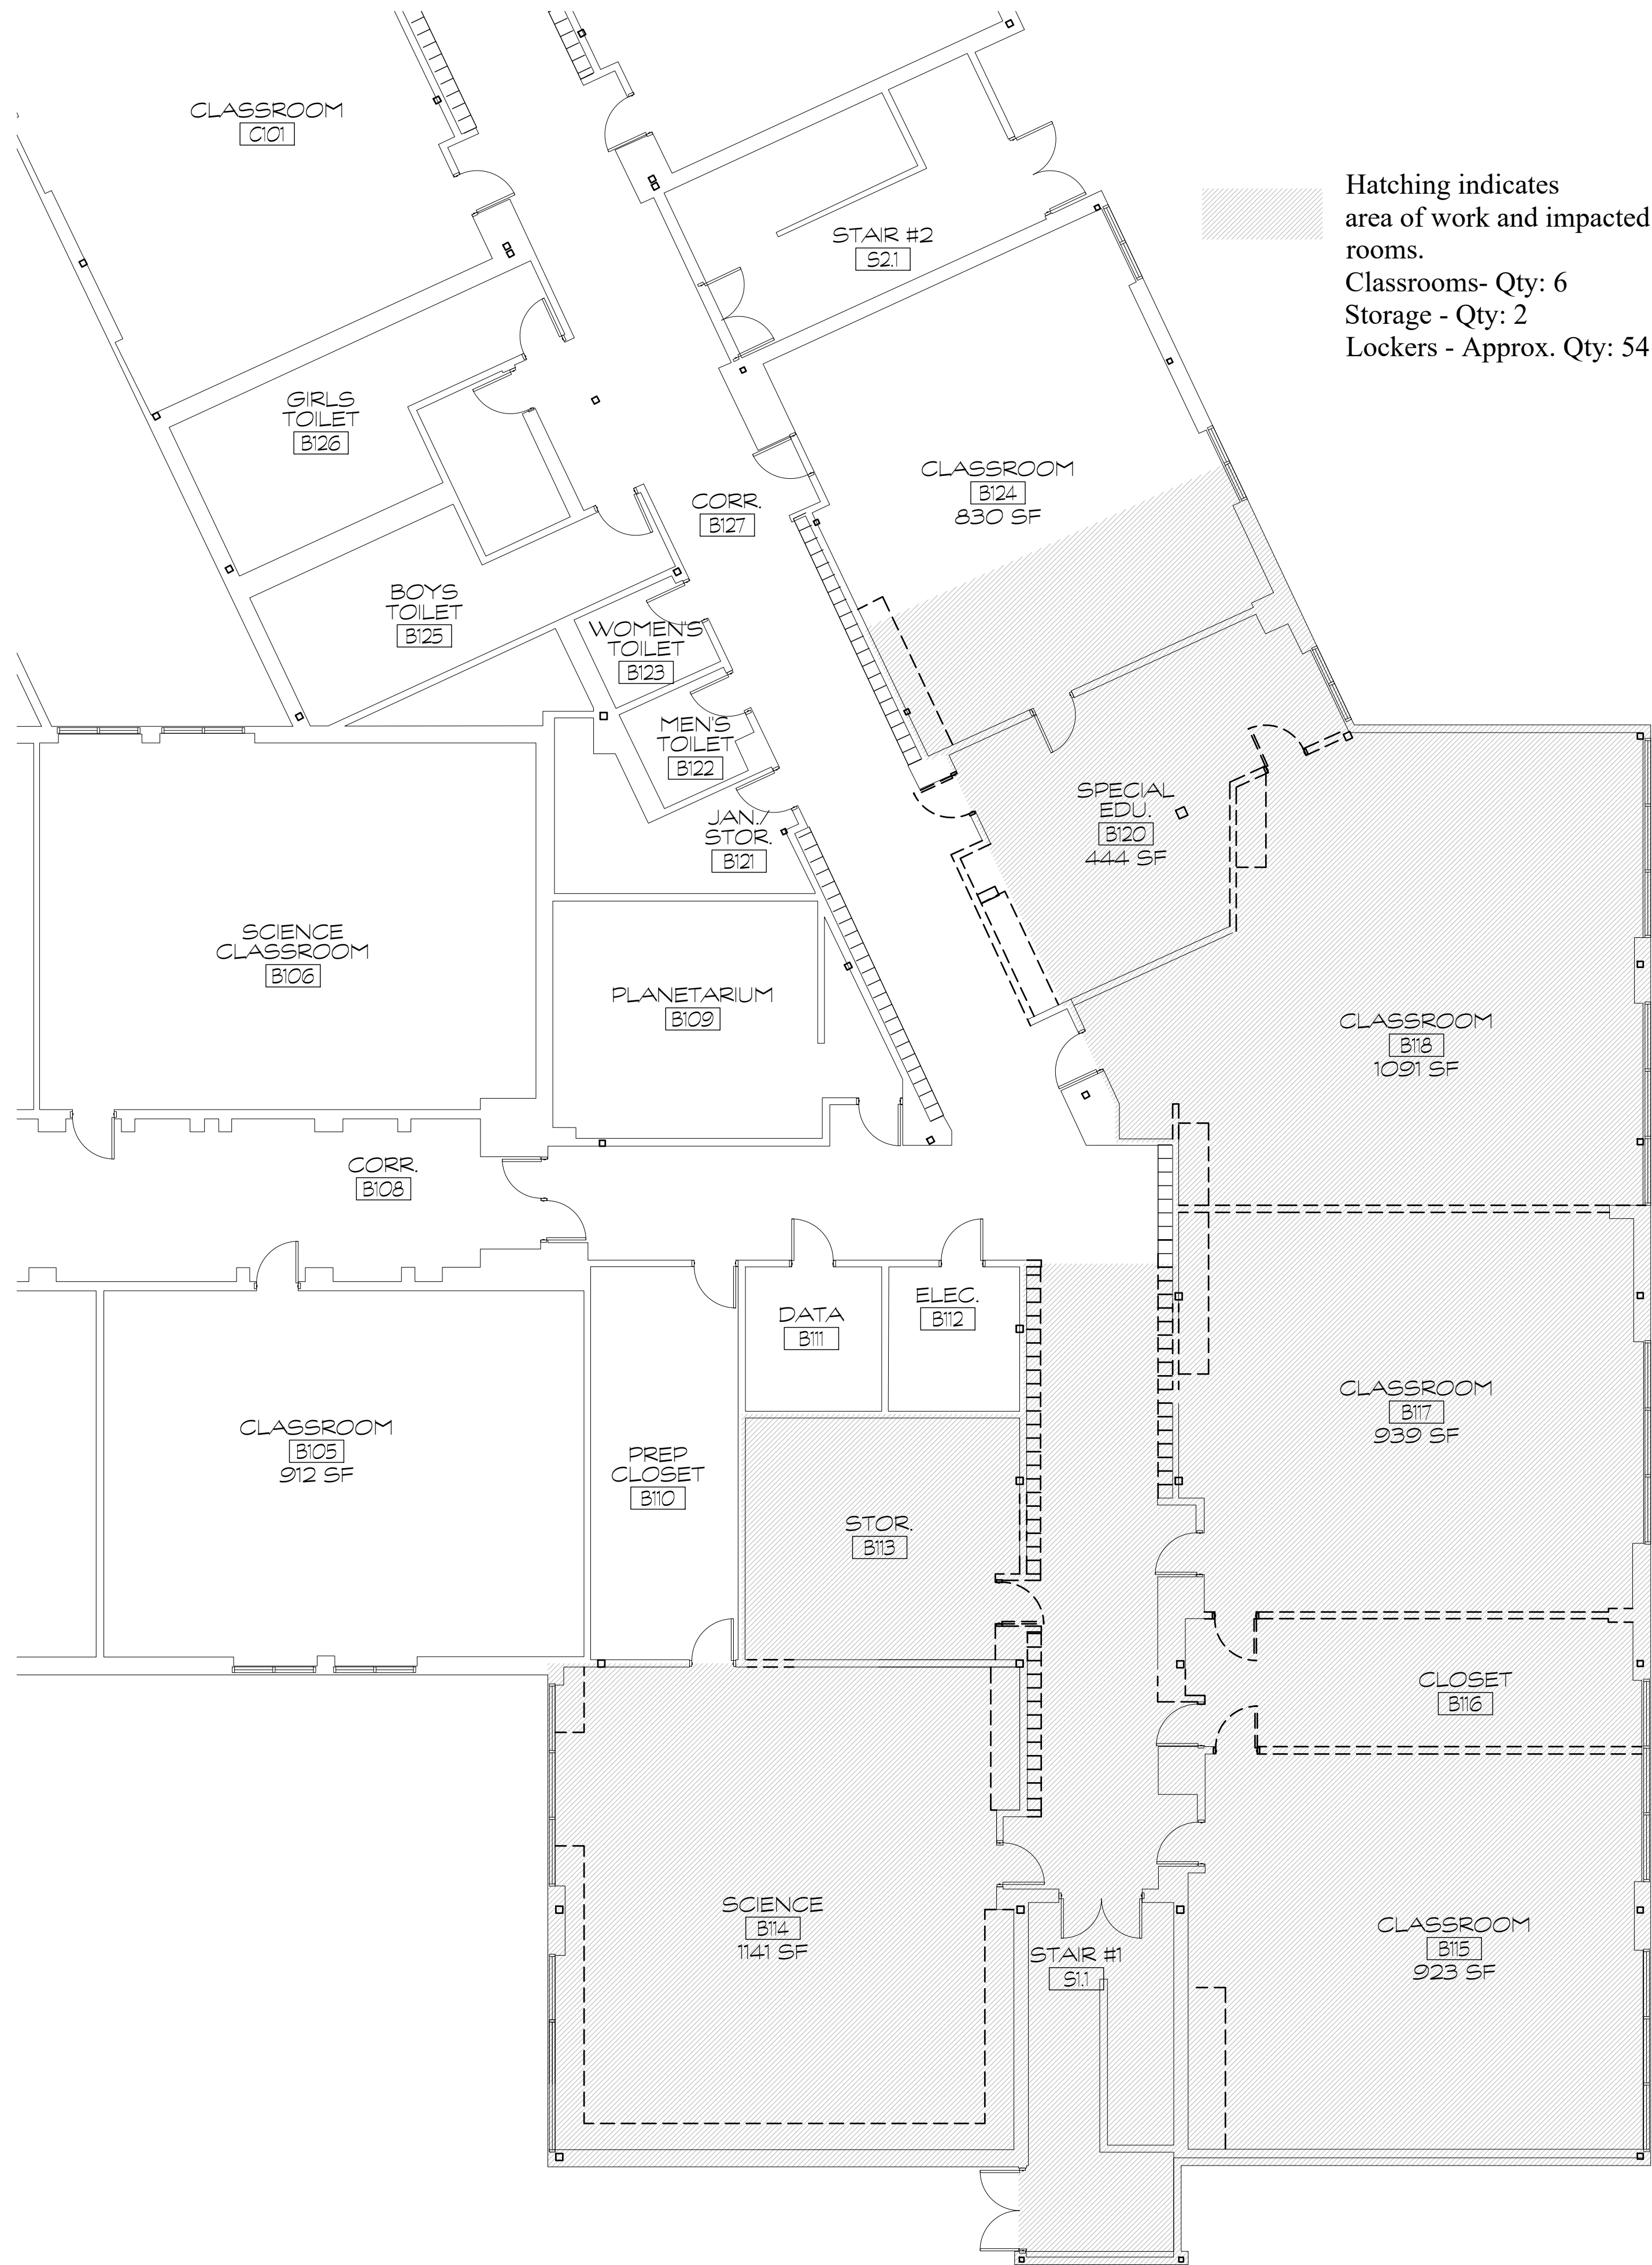 CLASSROOM
C101
Hatching indicates
area of work and impacted
rooms.
Classrooms- Qty: 6
Storage - Qty: 2
Lockers - Approx. Qty: 54
STAIR #2
S2.1
GIRLS
TOILET
B126
CLASSROOM
B124
830 SF
CORR.
B127
BOYS
TOILET
B125
WOMEN'S
TOILET
B123
MEN'S
TOILET
B122
JAN./
STOR.
B121
SPECIAL
EDU.
B120
444 SF
SCIENCE
CLASSROOM
B106
PLANETARIUM
B109
CLASSROOM
B118
1091 SF
CORR.
B108
DATA
B111
ELEC.
B112
CLASSROOM
B117
939 SF
CLASSROOM
B105
912 SF
PREP
CLOSET
B110
STOR.
B113
CLOSET
B116
SCIENCE
B114
1141 SF
STAIR #1
S1.1
CLASSROOM
B115
923 SF